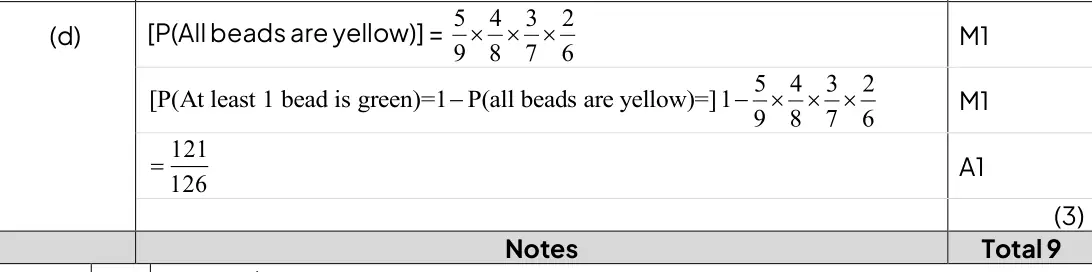 (d) [P(All beads are yellow)] = 5/9 × 4/8 × 3/7 × 2/6 M1
[P(At least 1 bead is green)=1− P(all beads are yellow)=] 1− 5/9 × 4/8 × 3/7 × 2/6 M1
= 121/126 A1
(3)
Notes Total 9